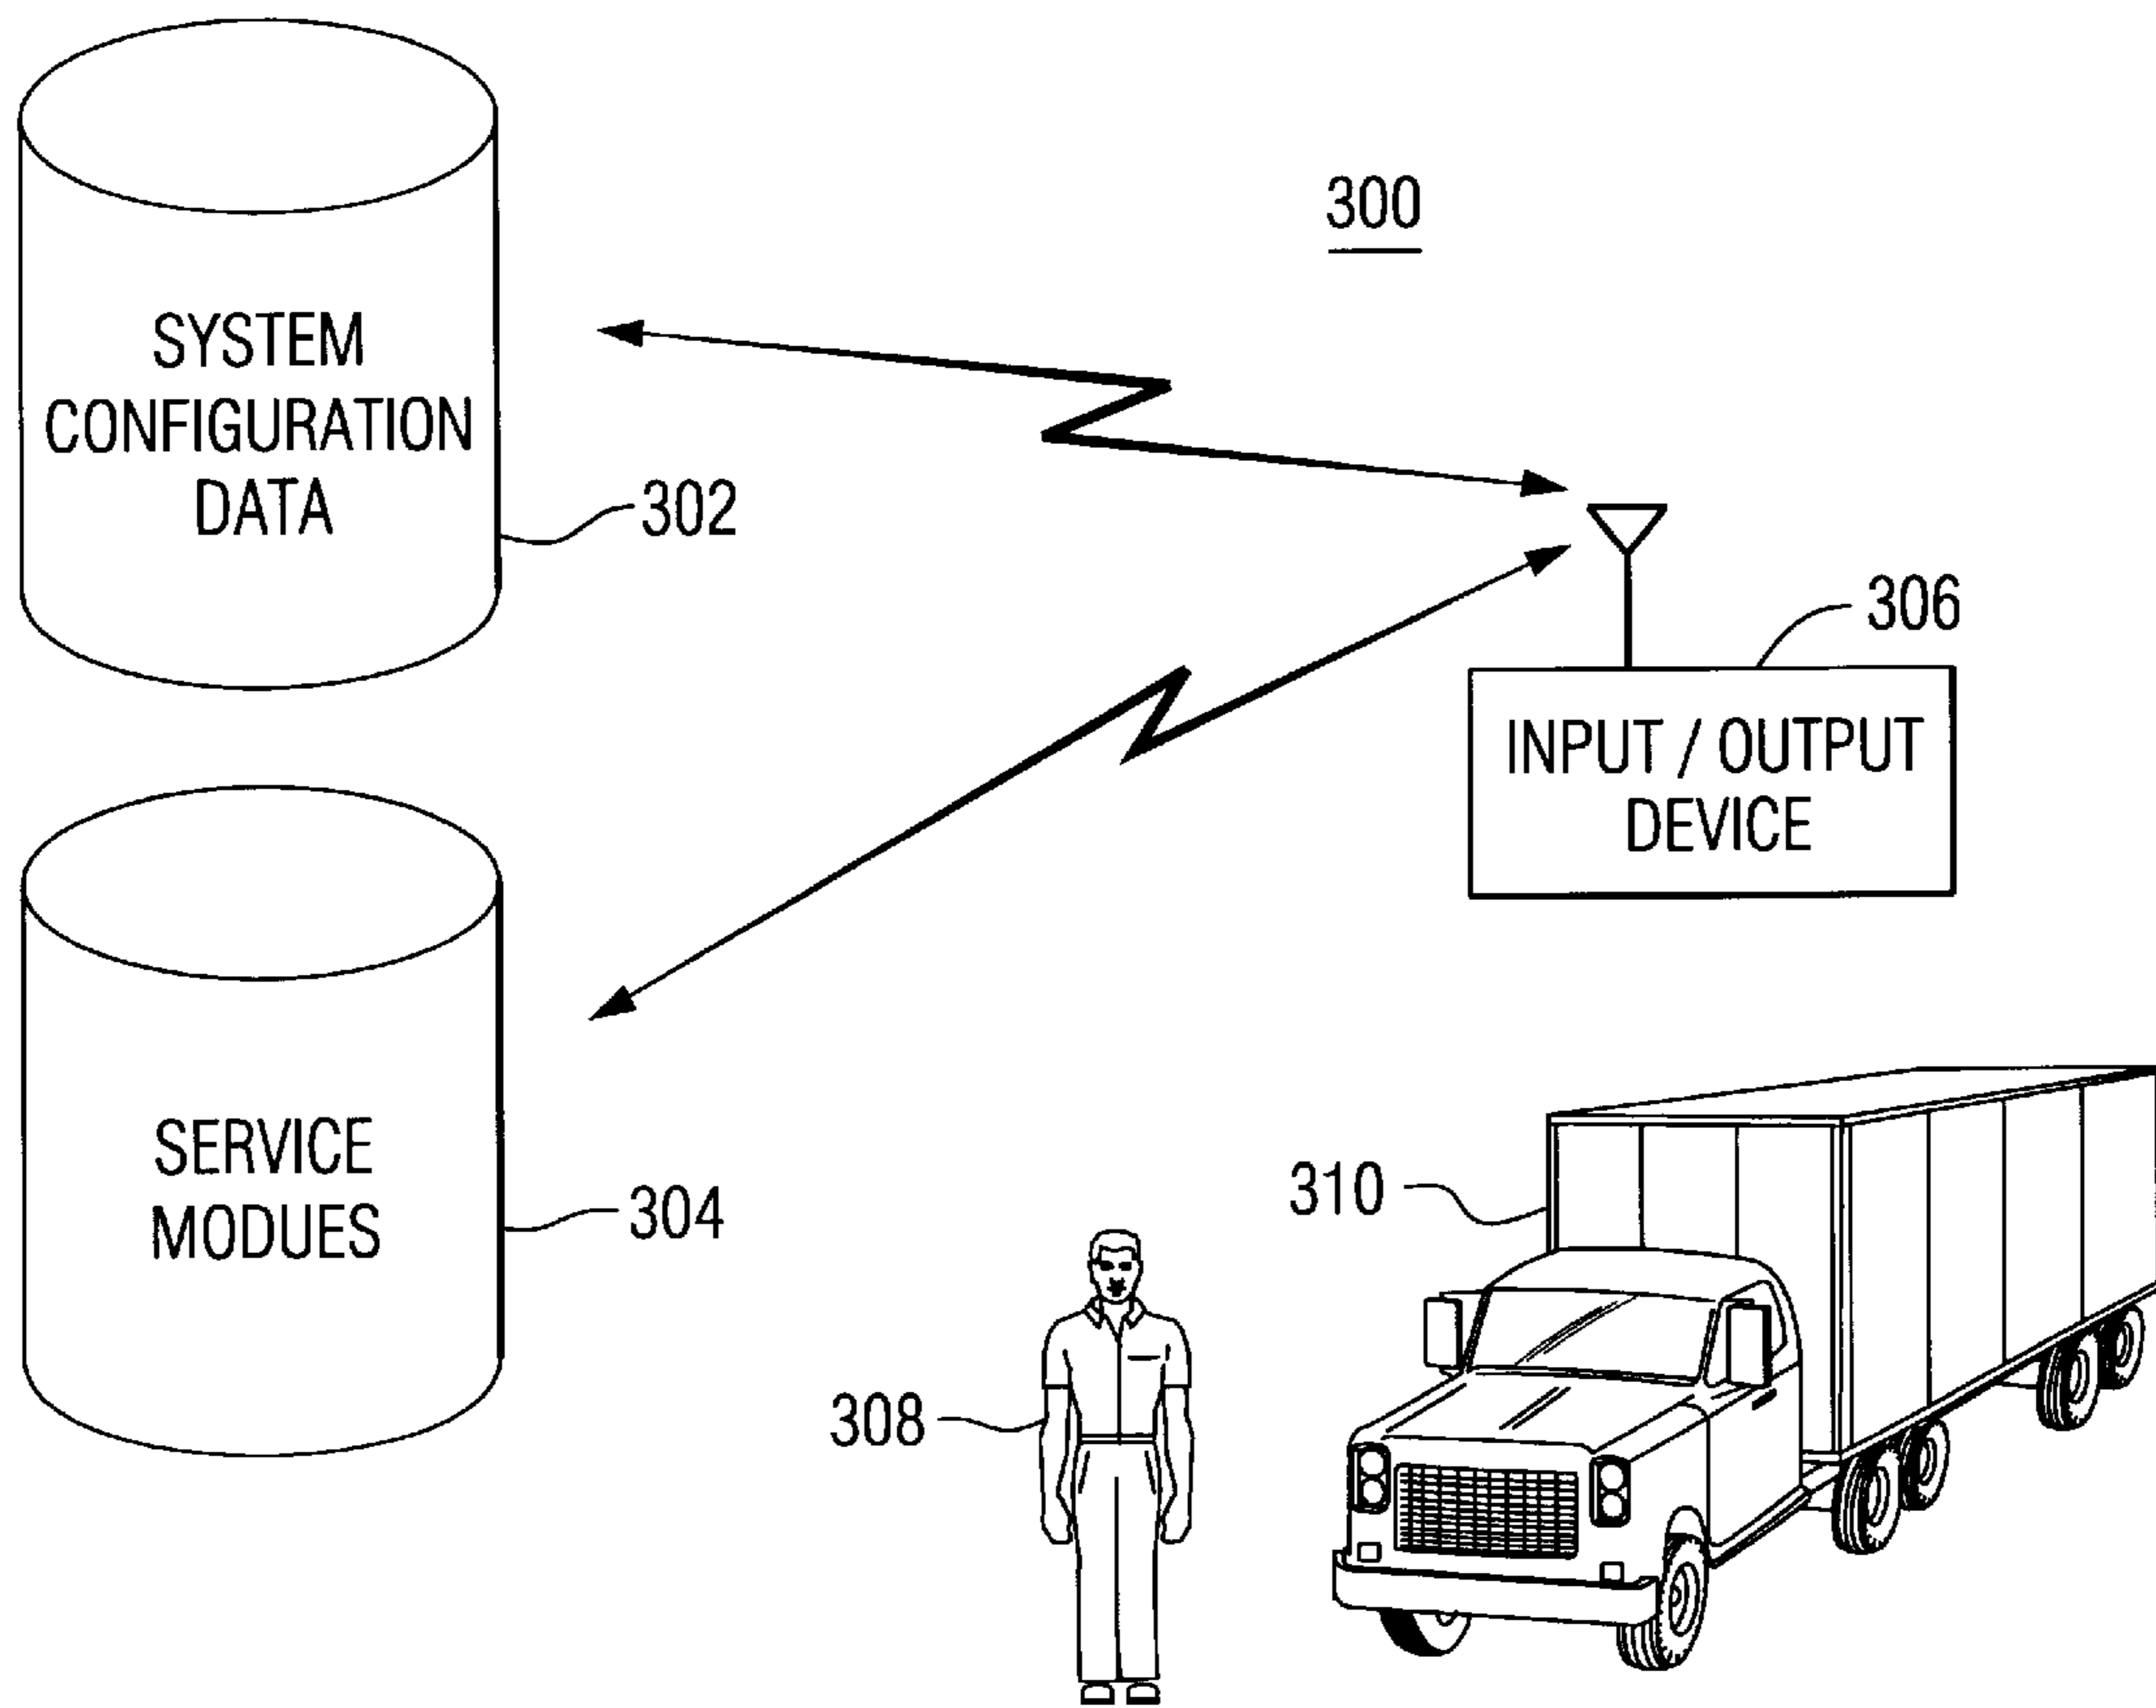 300
SYSTEM
CONFIGURATION
DATA
302
306
INPUT / OUTPUT
DEVICE
SERVICE
MODUES
304
310
308